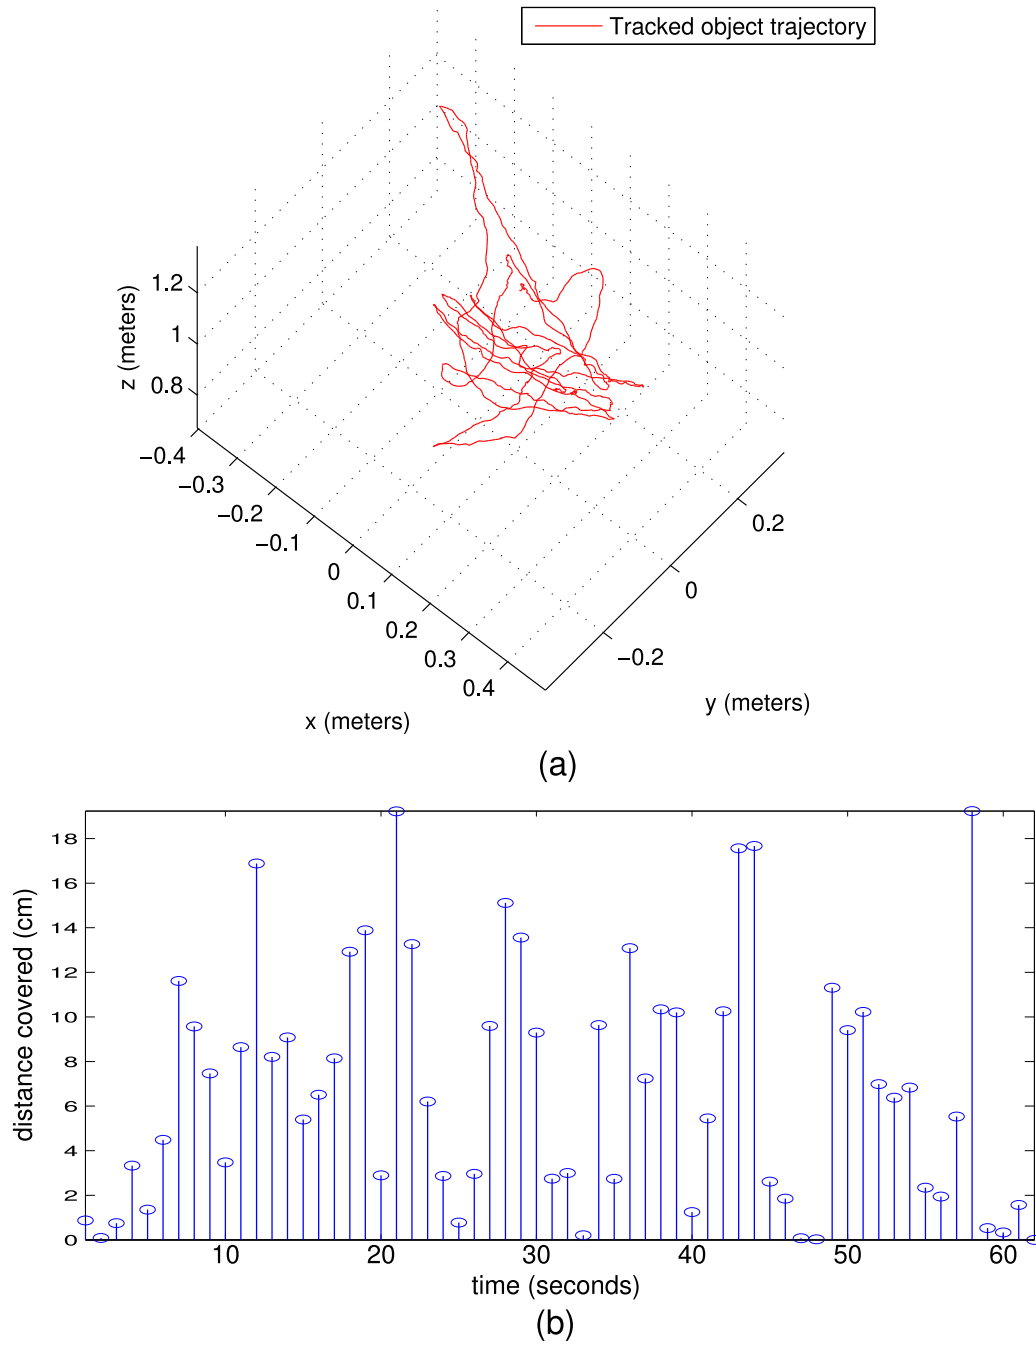 Tracked object trajectory
z (meters)
1.2
1
0.8
−0.4
−0.3
−0.2
−0.1
0
0.1
0.2
0.3
0.4
x (meters)
0.2
0
−0.2
y (meters)
(a)
distance covered (cm)
18
16
14
12
10
8
6
4
2
0
10 20 30 40 50 60
time (seconds)
(b)